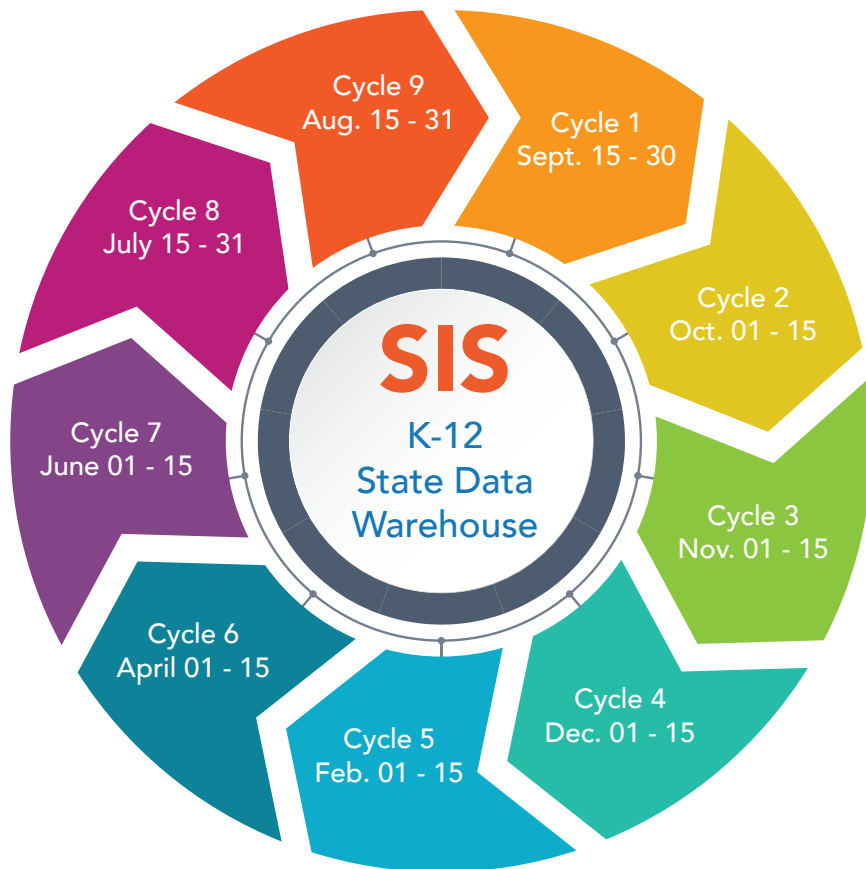 Cycle 9
Aug. 15 - 31
Cycle 1
Sept. 15 - 30
Cycle 8
July 15 - 31
Cycle 2
Oct. 01 - 15
SIS
K-12
State Data
Warehouse
Cycle 7
June 01 - 15
Cycle 3
Nov. 01 - 15
Cycle 6
April 01 - 15
Cycle 4
Dec. 01 - 15
Cycle 5
Feb. 01 - 15